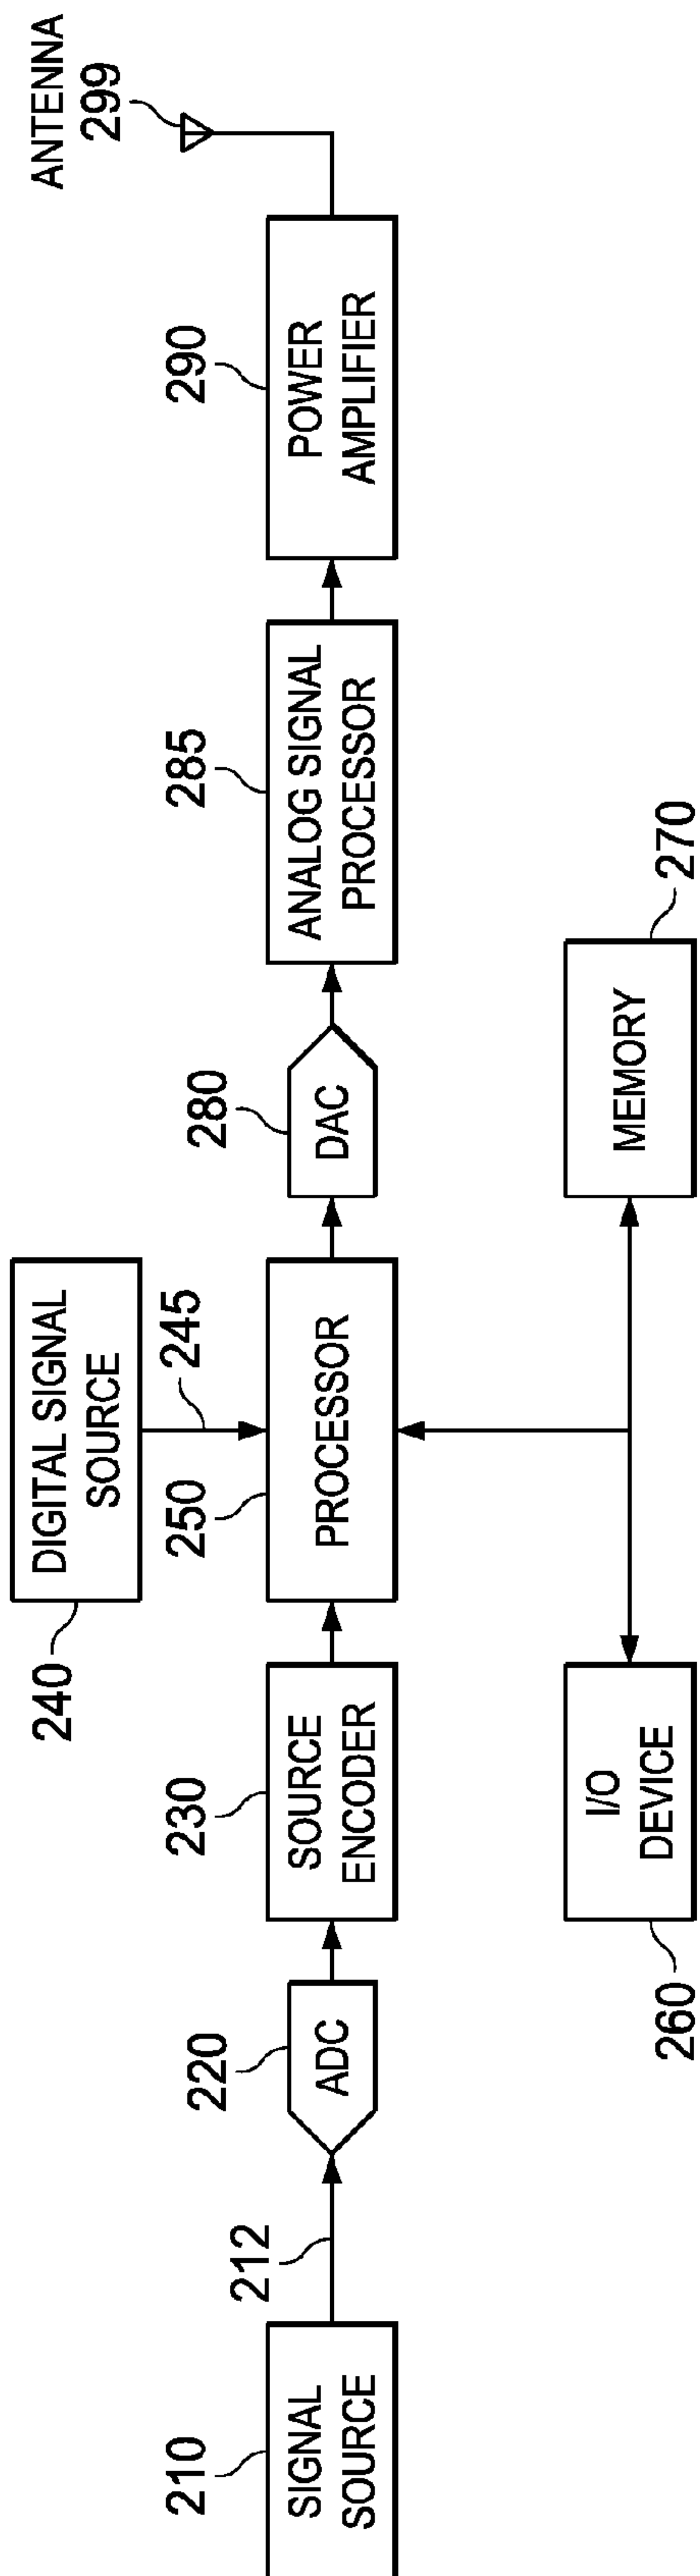 210
SIGNAL
SOURCE
212
220
ADC
230
SOURCE
ENCODER
240
DIGITAL SIGNAL
SOURCE
245
250
PROCESSOR
260
I/O
DEVICE
270
MEMORY
280
DAC
285
ANALOG SIGNAL
PROCESSOR
290
POWER
AMPLIFIER
ANTENNA
299